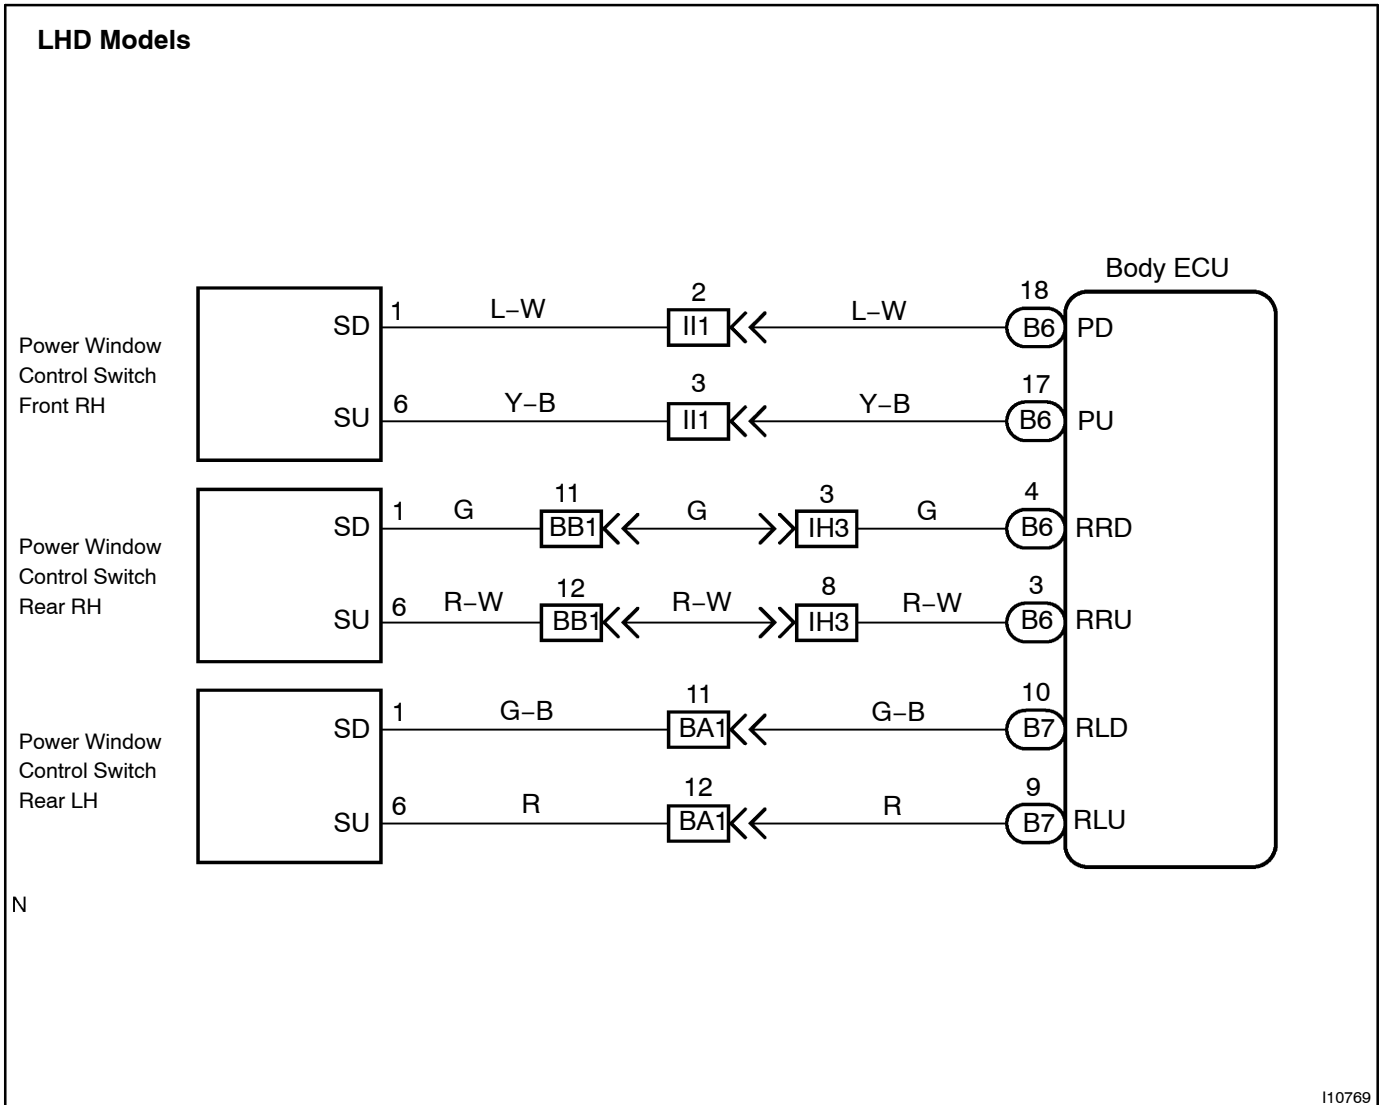 LHD Models
Body ECU
Power Window
Control Switch
Front RH
SD
1
L–W
2
II1
L–W
18
B6
PD
SU
6
Y–B
3
II1
Y–B
17
B6
PU
Power Window
Control Switch
Rear RH
SD
1
G
11
BB1
G
3
IH3
G
4
B6
RRD
SU
6
R–W
12
BB1
R–W
8
IH3
R–W
3
B6
RRU
Power Window
Control Switch
Rear LH
SD
1
G–B
11
BA1
G–B
10
B7
RLD
SU
6
R
12
BA1
R
9
B7
RLU
N
I10769